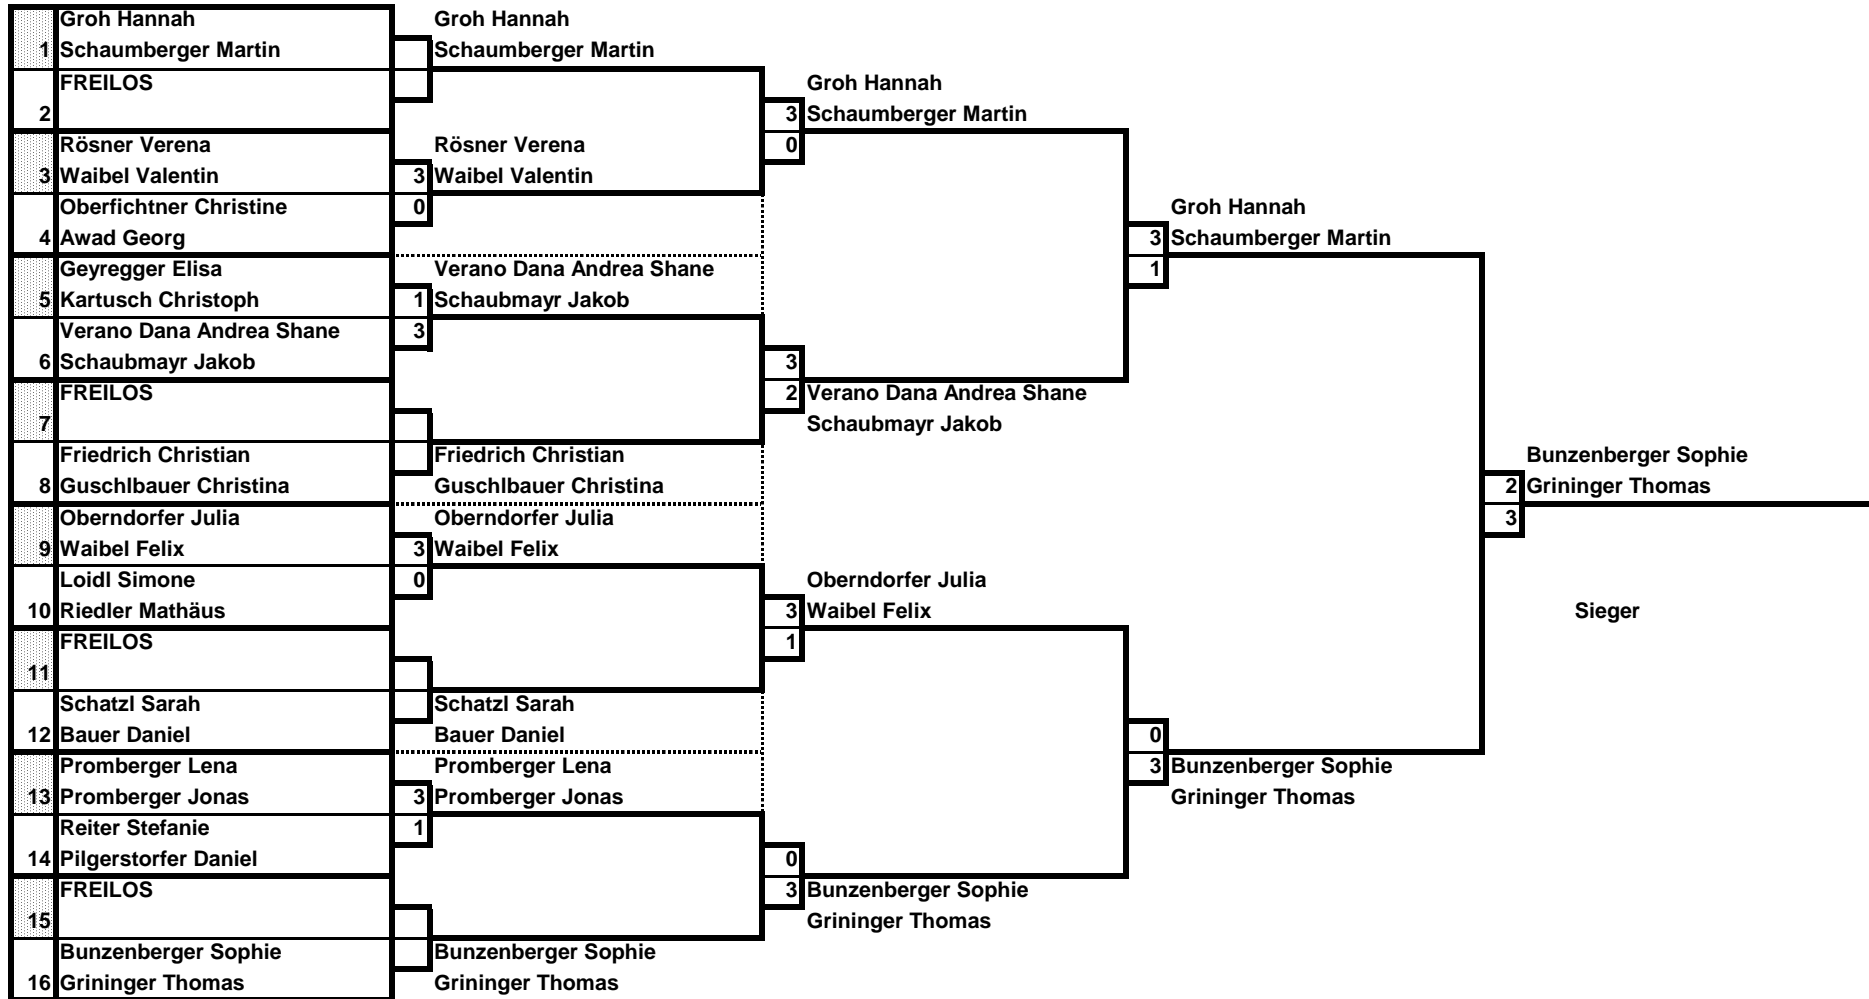 Groh Hannah Groh Hannah
1 Schaumberger Martin Schaumberger Martin
FREILOS Groh Hannah
2 3 Schaumberger Martin
Rösner Verena Rösner Verena 0
3 Waibel Valentin 3 Waibel Valentin
Oberfichtner Christine 0 Groh Hannah
4 Awad Georg 3 Schaumberger Martin
Geyregger Elisa Verano Dana Andrea Shane 1
5 Kartusch Christoph 1 Schaubmayr Jakob
Verano Dana Andrea Shane 3
6 Schaubmayr Jakob 3
FREILOS 2 Verano Dana Andrea Shane
7 Schaubmayr Jakob
Friedrich Christian Friedrich Christian Bunzenberger Sophie
8 Guschlbauer Christina Guschlbauer Christina 2 Grininger Thomas
Oberndorfer Julia Oberndorfer Julia 3
9 Waibel Felix 3 Waibel Felix
Loidl Simone 0 Oberndorfer Julia
10 Riedler Mathäus 3 Waibel Felix Sieger
FREILOS 1
11
Schatzl Sarah Schatzl Sarah
12 Bauer Daniel Bauer Daniel 0
Promberger Lena Promberger Lena 3 Bunzenberger Sophie
13 Promberger Jonas 3 Promberger Jonas Grininger Thomas
Reiter Stefanie 1
14 Pilgerstorfer Daniel 0
FREILOS 3 Bunzenberger Sophie
15 Grininger Thomas
Bunzenberger Sophie Bunzenberger Sophie
16 Grininger Thomas Grininger Thomas